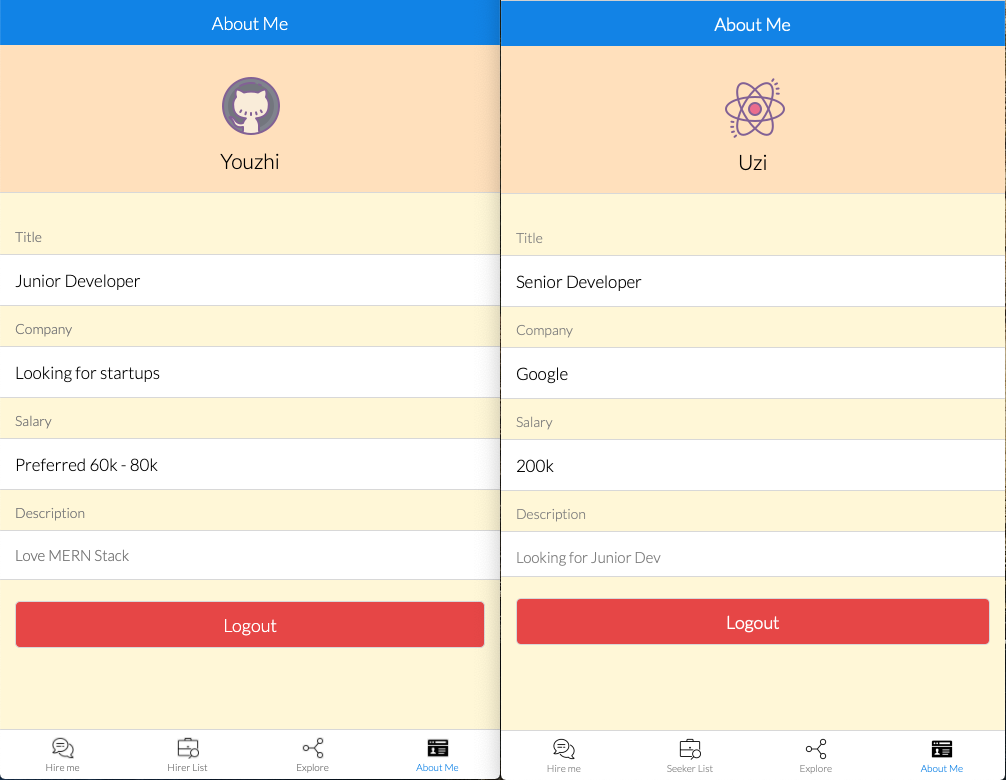 About Me
Youzhi
Title
Junior Developer
Company
Looking for startups
Salary
Preferred 60k - 80k
Description
Love MERN Stack
Logout
Hire me
Hirer List
Explore
About Me
About Me
Uzi
Title
Senior Developer
Company
Google
Salary
200k
Description
Looking for Junior Dev
Logout
Hire me
Seeker List
Explore
About Me